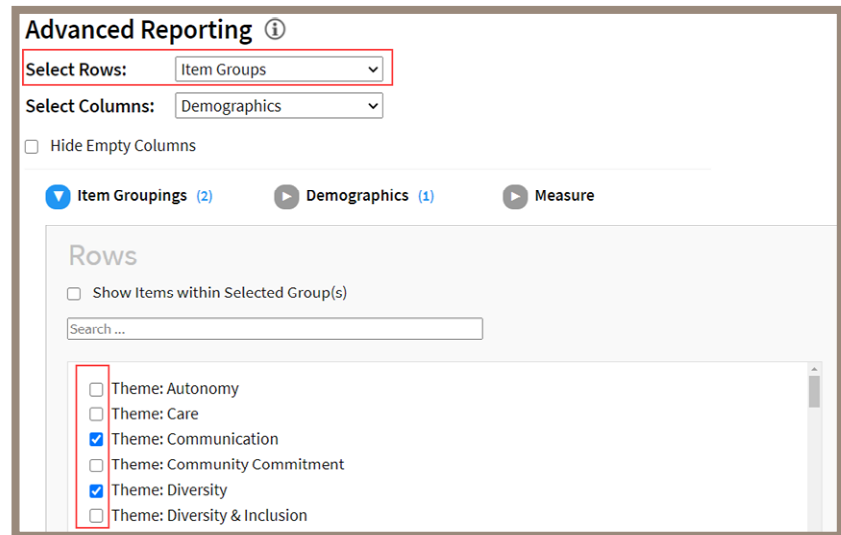 Advanced Reporting
Select Rows: Item Groups
Select Columns: Demographics
Hide Empty Columns
Item Groupings (2) Demographics (1) Measure
Rows
Show Items within Selected Group(s)
Search ...
Theme: Autonomy
Theme: Care
Theme: Communication
Theme: Community Commitment
Theme: Diversity
Theme: Diversity & Inclusion